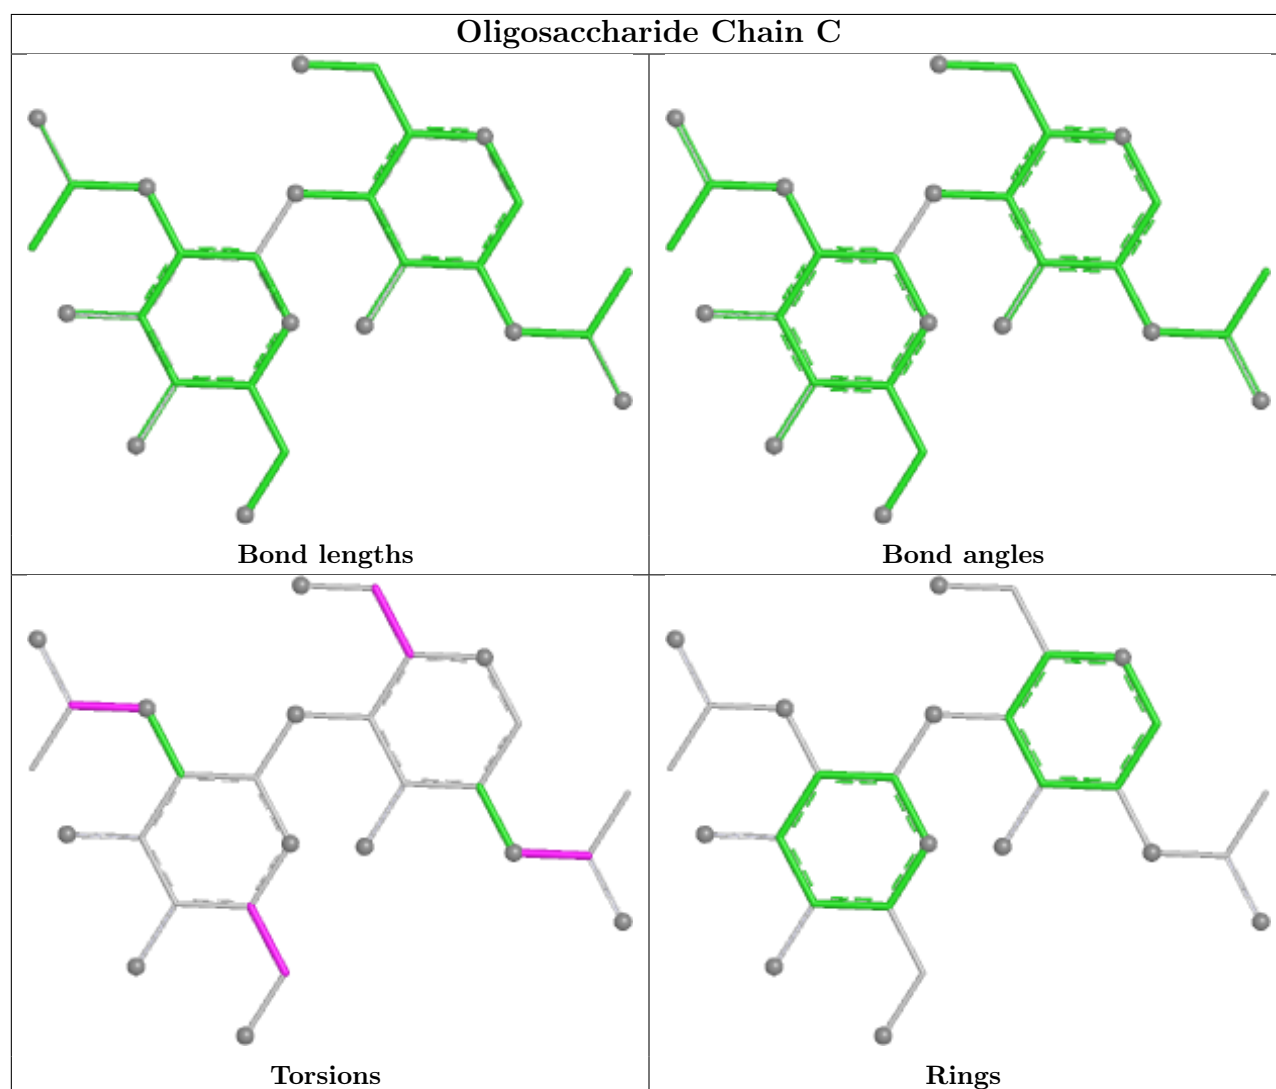 Oligosaccharide Chain C
Bond lengths
Bond angles
Torsions
Rings